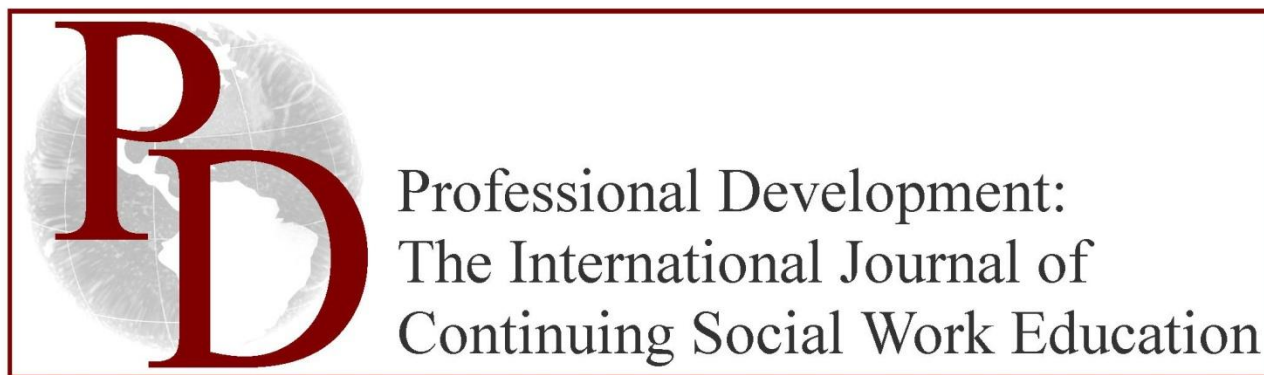 PD
Professional Development:
The International Journal of
Continuing Social Work Education